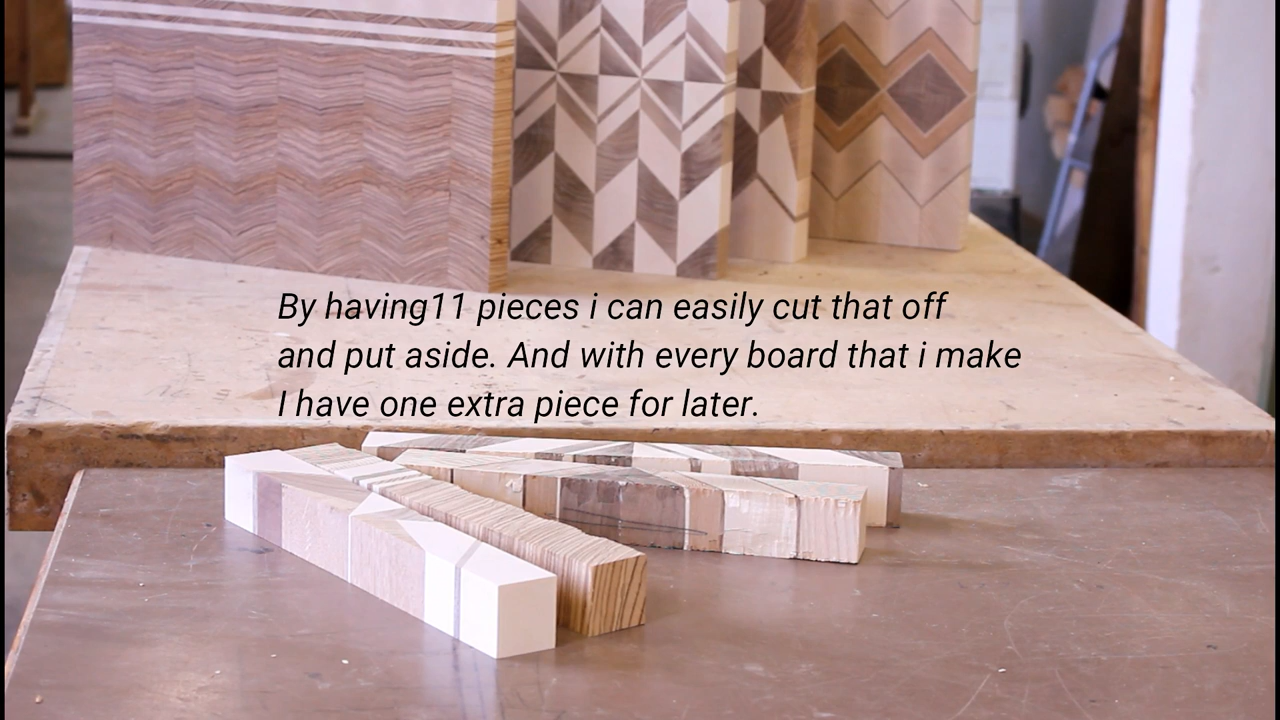 By having11 pieces i can easily cut that off
and put aside. And with every board that i make
I have one extra piece for later.